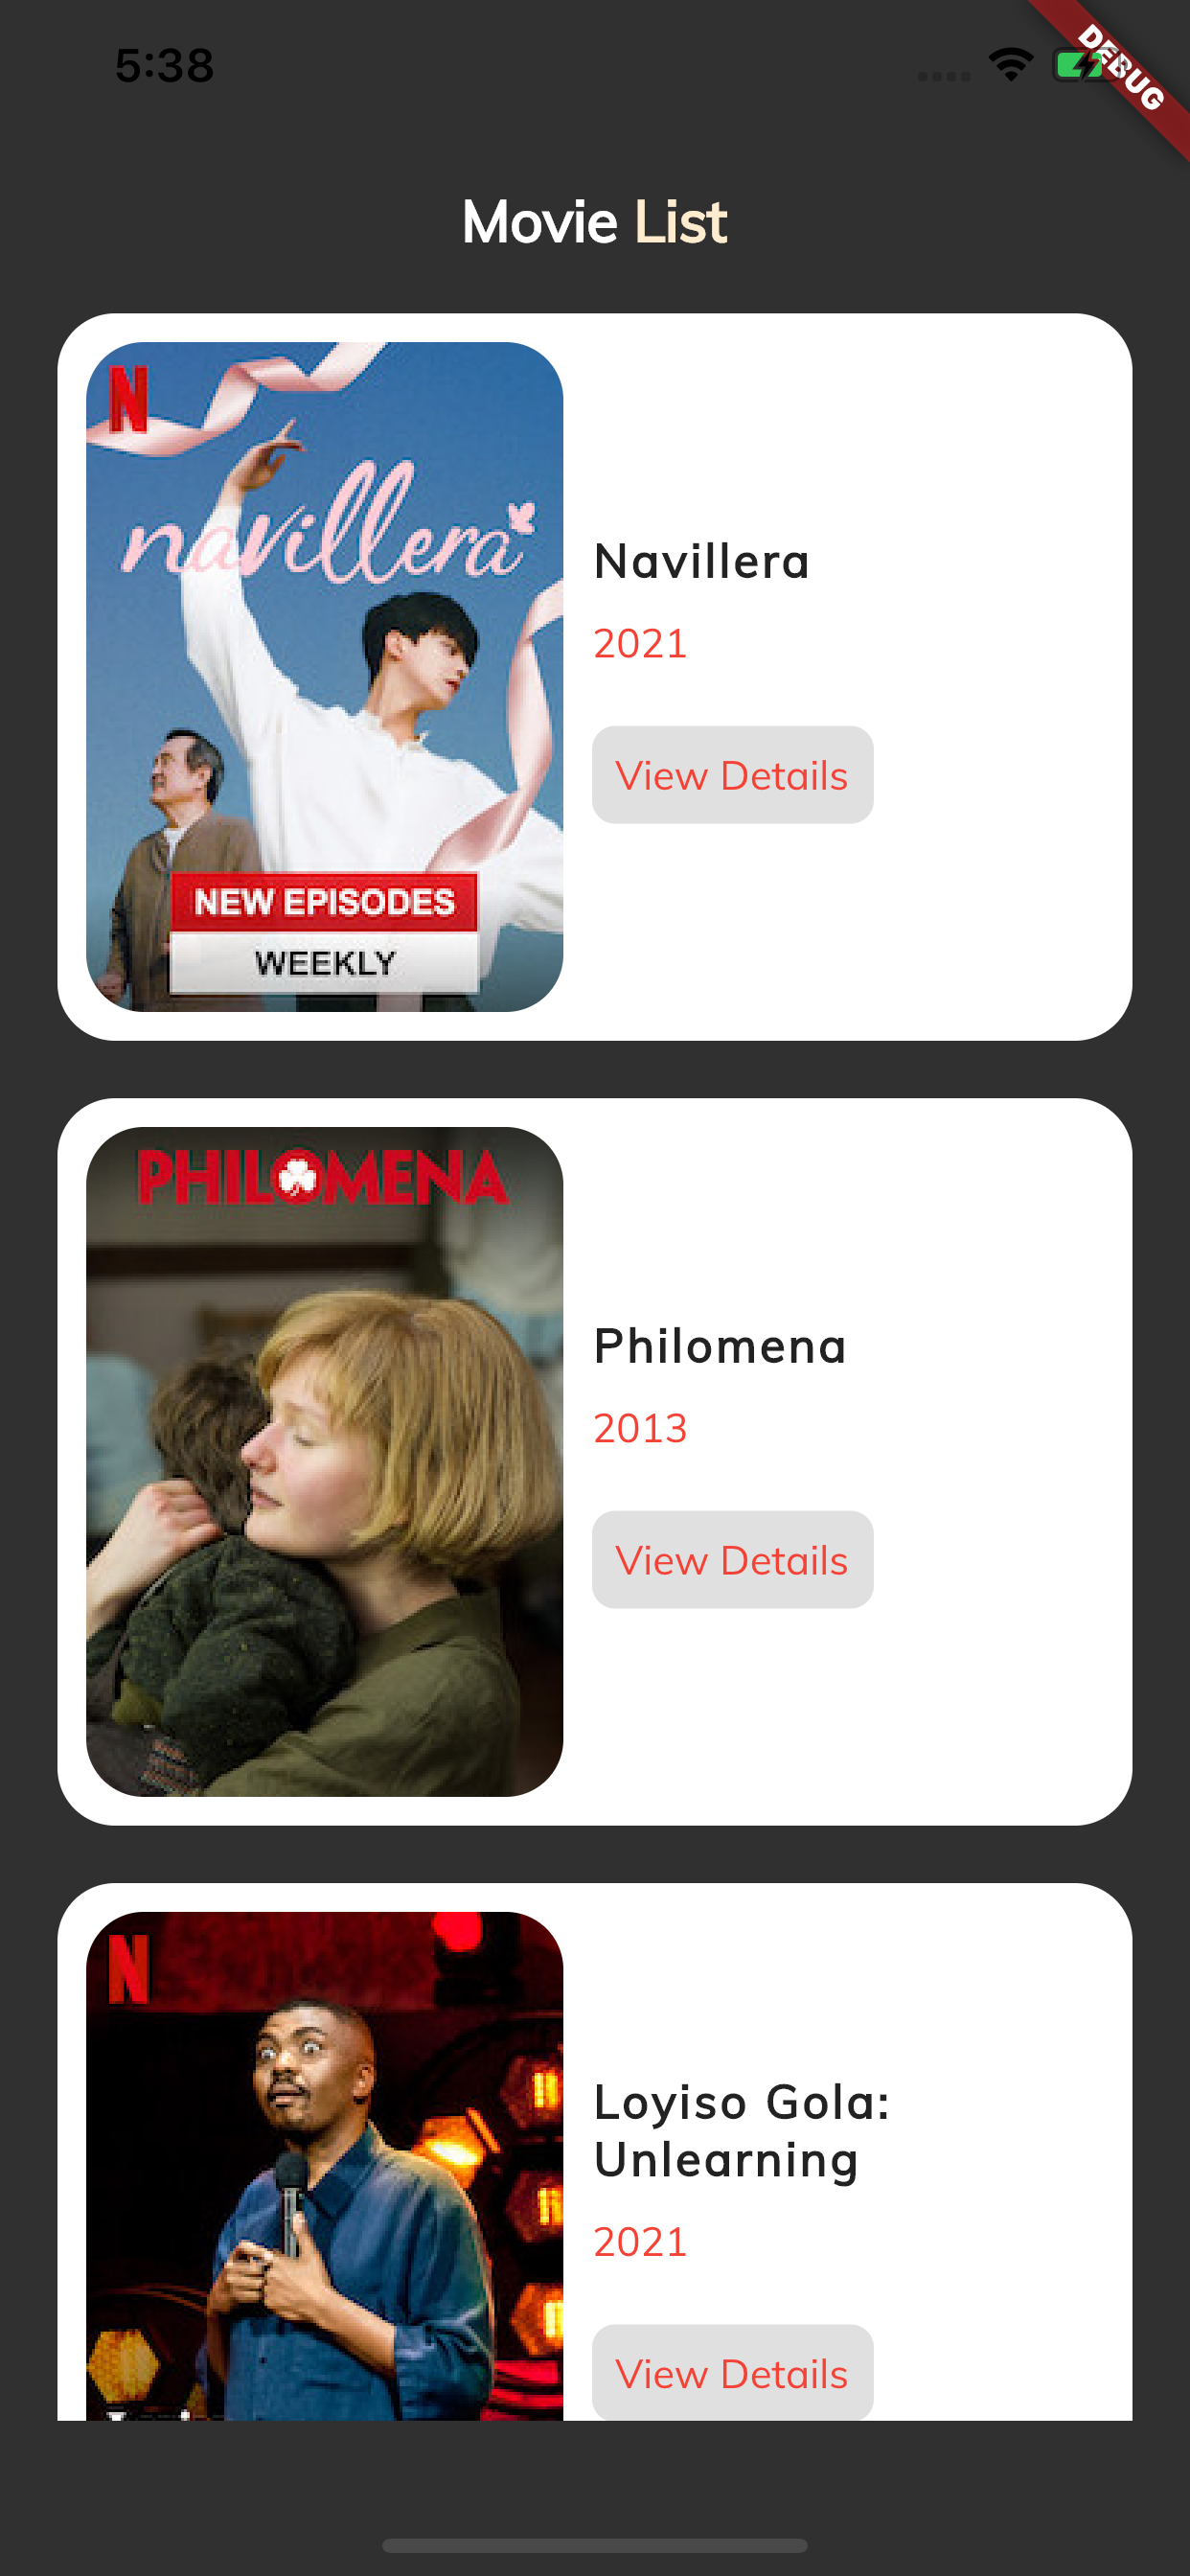 5:38
DEBUG
Movie List
N
navillera
NEW EPISODES
WEEKLY
Navillera
2021
View Details
PHILOMENA
Philomena
2013
View Details
N
Loyiso Gola:
Unlearning
2021
View Details